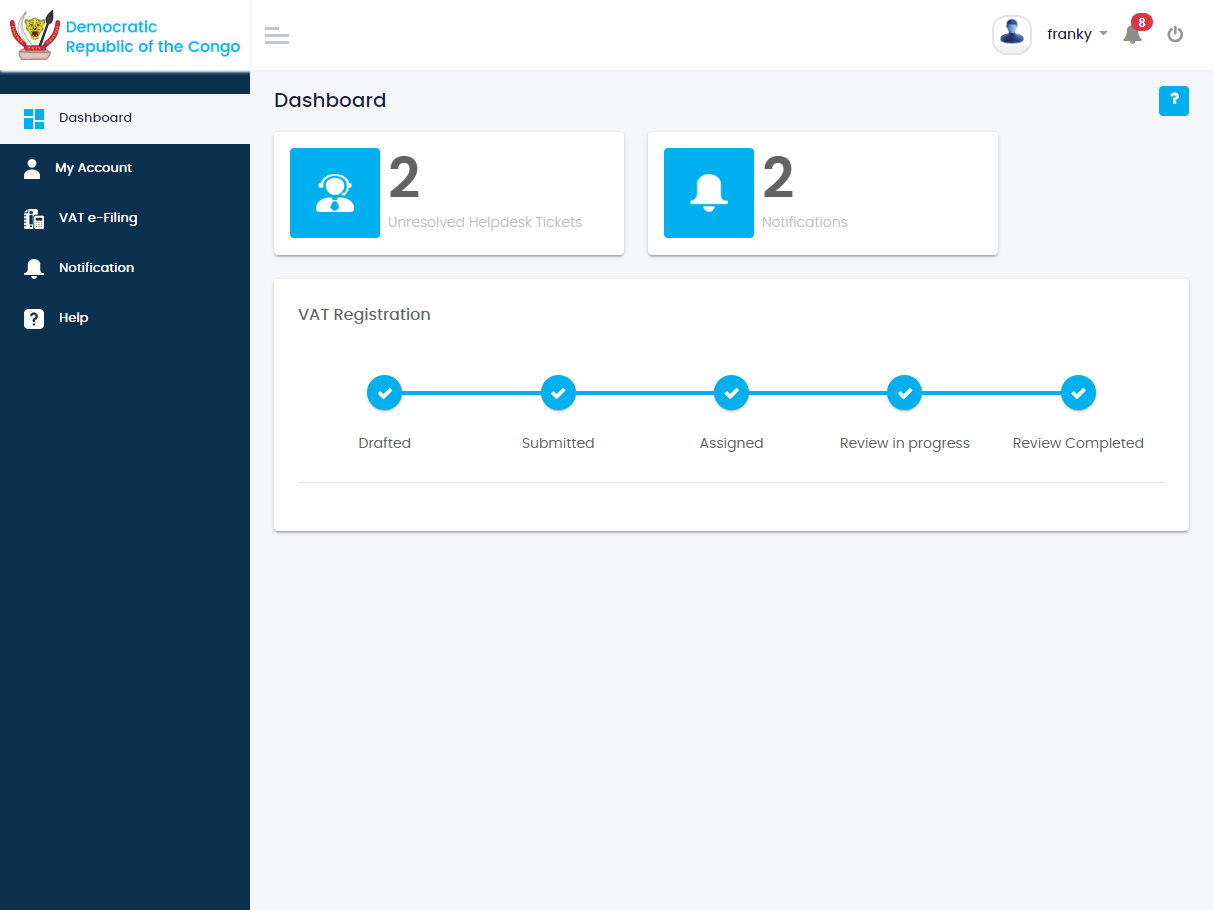 Democratic
Republic of the Congo
franky
8
Dashboard
My Account
VAT e-Filing
Notification
Help
Dashboard
?
2
Unresolved Helpdesk Tickets
2
Notifications
VAT Registration
Drafted
Submitted
Assigned
Review in progress
Review Completed